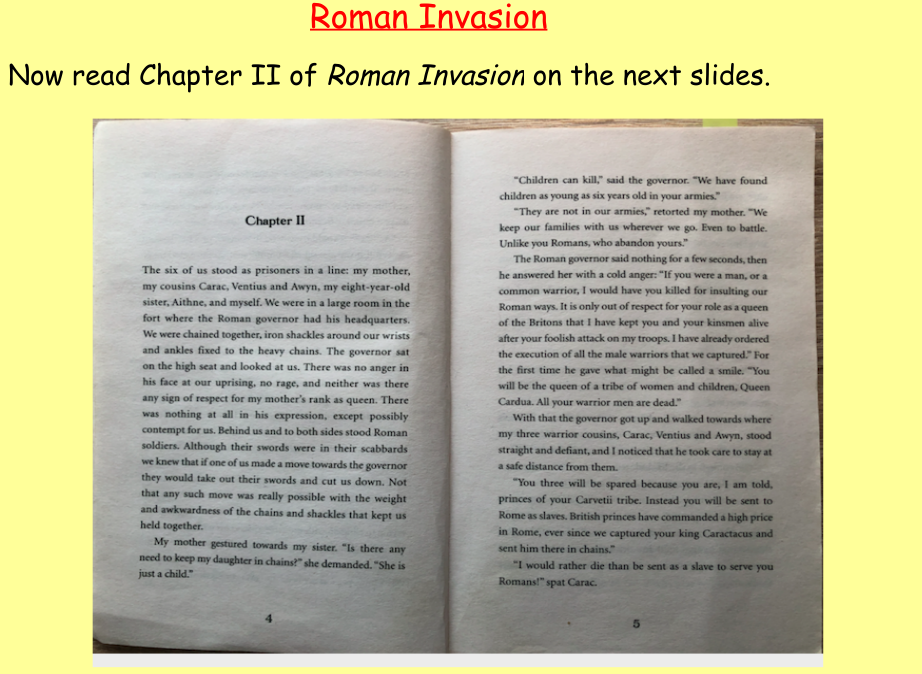 Roman Invasion
Now read Chapter II of Roman Invasion on the next slides.
Chapter II
The six of us stood as prisoners in a line: my mother,
my cousins Carac, Ventius and Awyn, my eight-year-old
sister, Aithne, and myself. We were in a large room in the
fort where the Roman governor had his headquarters.
We were chained together, iron shackles around our wrists
and ankles fixed to the heavy chains. The governor sat
on the high seat and looked at us. There was no anger in
his face at our uprising, no rage, and neither was there
any sign of respect for my mother's rank as queen. There
was nothing at all in his expression, except possibly
contempt for us. Behind us and to both sides stood Roman
soldiers. Although their swords were in their scabbards
we knew that if one of us made a move towards the governor
they would take out their swords and cut us down. Not
that any such move was really possible with the weight
and awkwardness of the chains and shackles that kept us
held together.
My mother gestured towards my sister. "Is there any
need to keep my daughter in chains?" she demanded. "She is
just a child."
4
"Children can kill," said the governor. "We have found
children as young as six years old in your armies."
"They are not in our armies," retorted my mother. "We
keep our families with us wherever we go. Even to battle.
Unlike you Romans, who abandon yours."
The Roman governor said nothing for a few seconds, then
he answered her with a cold anger: "If you were a man, or a
common warrior, I would have you killed for insulting our
Roman ways. It is only out of respect for your role as a queen
of the Britons that I have kept you and your kinsmen alive
after your foolish attack on my troops. I have already ordered
the execution of all the male warriors that we captured." For
the first time he gave what might be called a smile. "You
will be the queen of a tribe of women and children, Queen
Cardua. All your warrior men are dead."
With that the governor got up and walked towards where
my three warrior cousins, Carac, Ventius and Awyn, stood
straight and defiant, and I noticed that he took care to stay at
a safe distance from them.
"You three will be spared because you are, I am told,
princes of your Carvetii tribe. Instead you will be sent to
Rome as slaves. British princes have commanded a high price
in Rome, ever since we captured your king Caractacus and
sent him there in chains."
"I would rather die than be sent as a slave to serve you
Romans!" spat Carac.
5